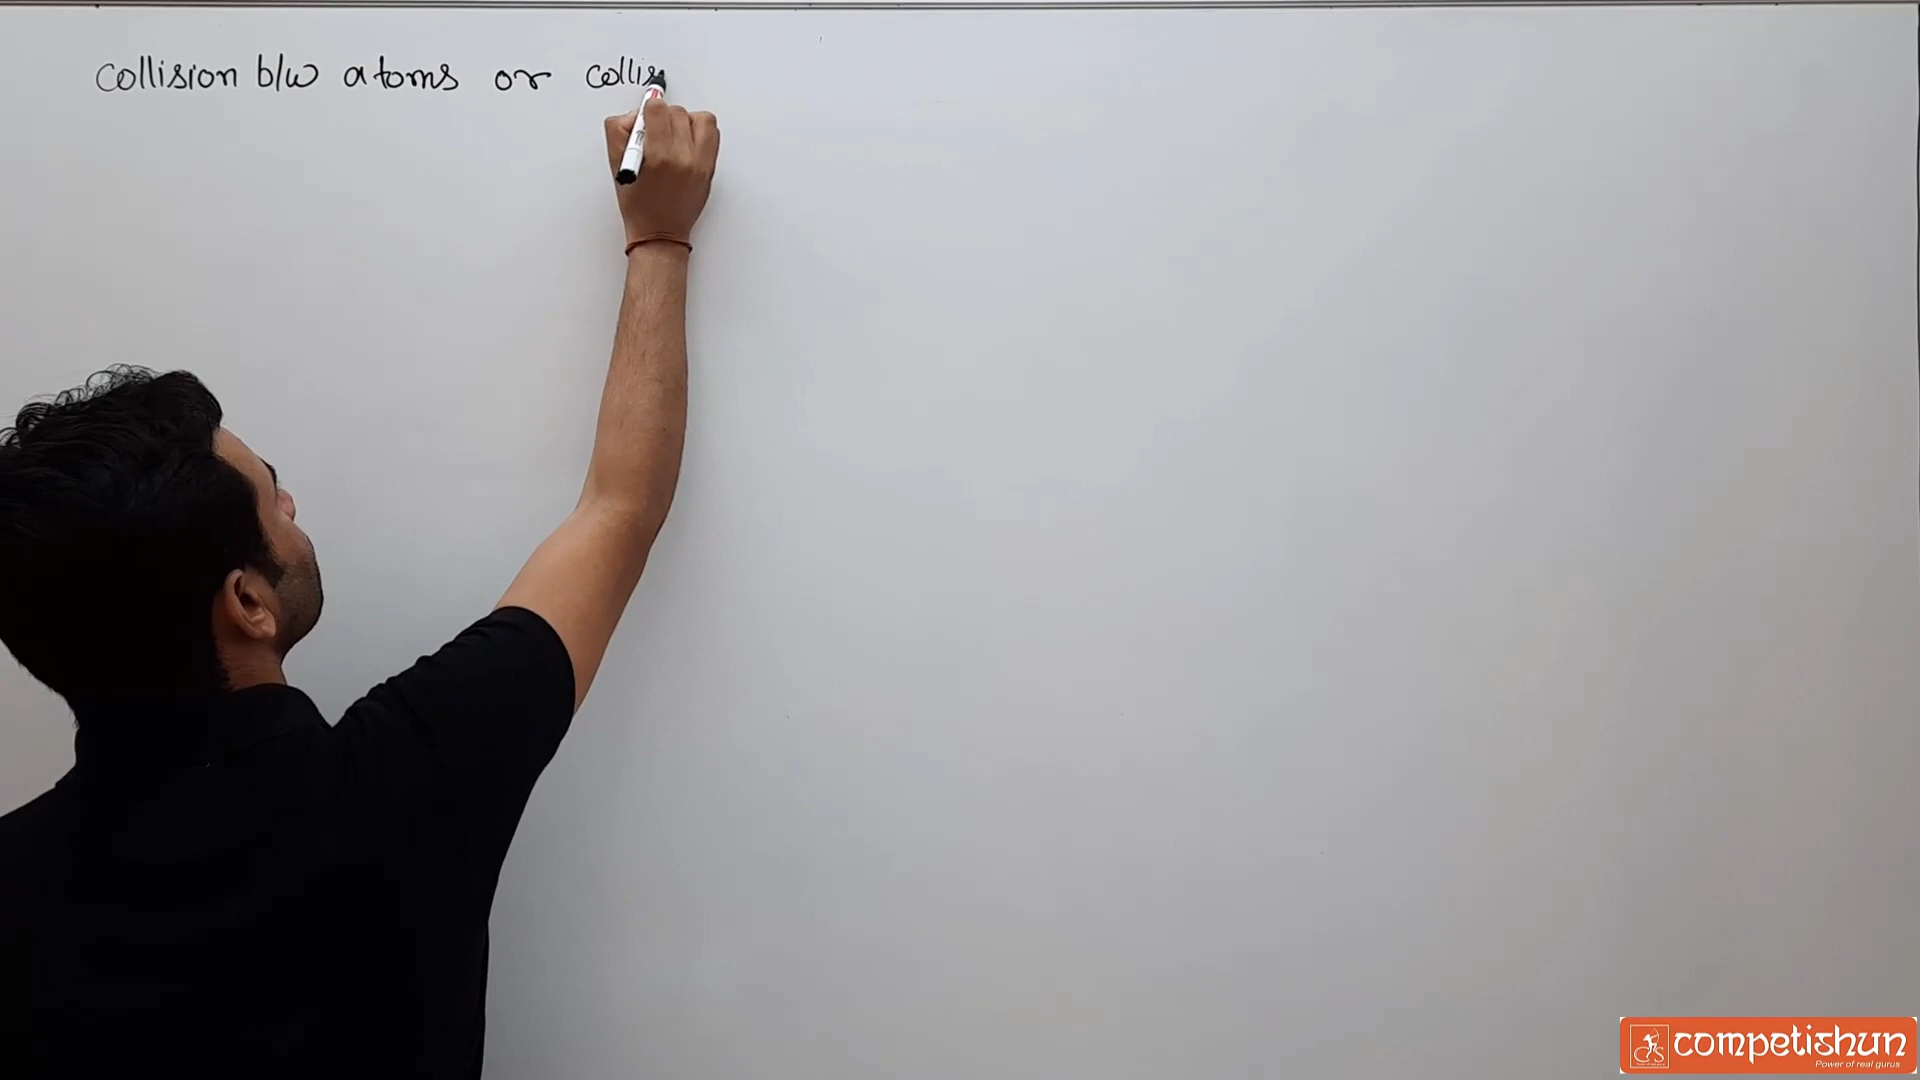 collision b/w atoms or collis
competishun
Power of real gurus